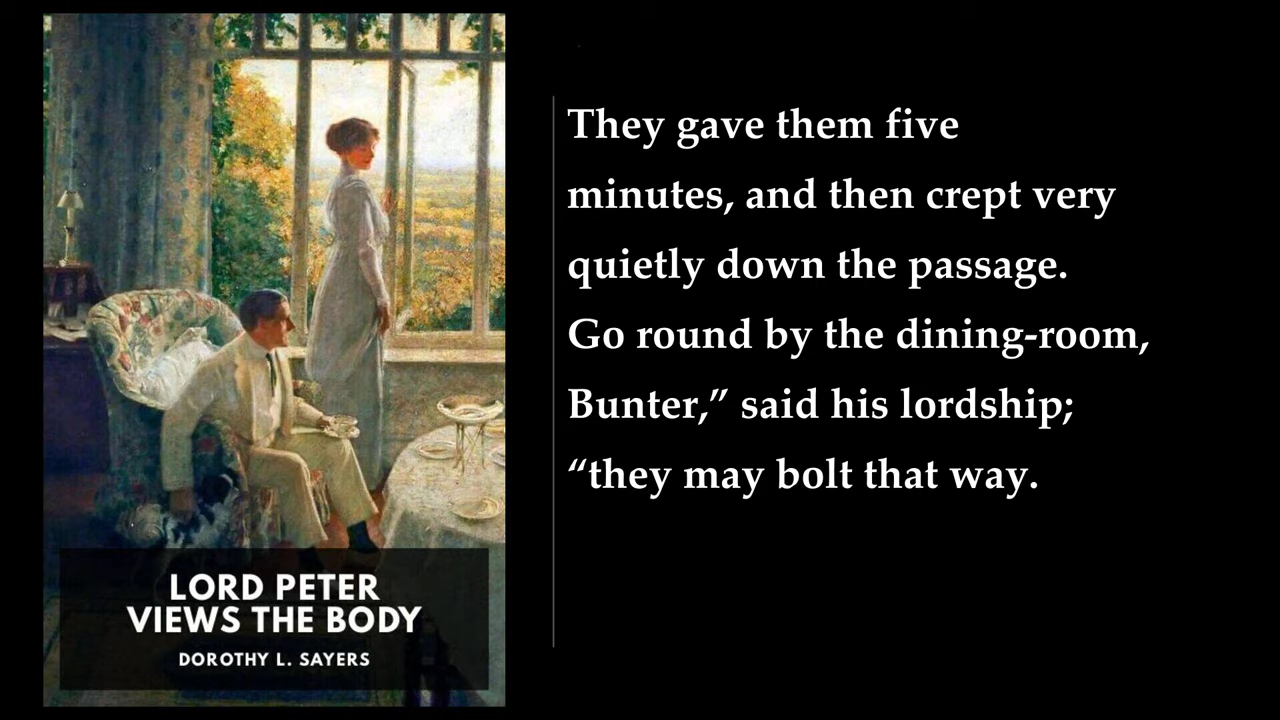 They gave them five
minutes, and then crept very
quietly down the passage.
Go round by the dining-room,
Bunter,” said his lordship;
“they may bolt that way.
LORD PETER
VIEWS THE BODY
DOROTHY L. SAYERS